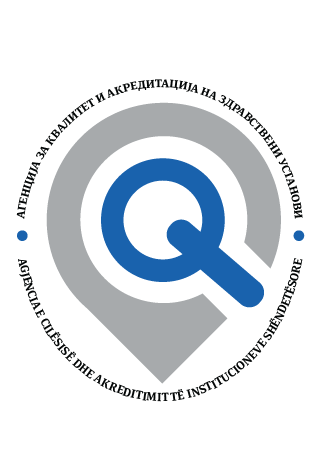 АГЕНЦИЈА ЗА КВАЛИТЕТ И АКРЕДИТАЦИЈА НА ЗДРАВСТВЕНИ УСТАНОВИ
AGJENCIA E CILËSISË DHE AKREDITIMIT TË INSTITUCIONEVE SHËNDETËSORE